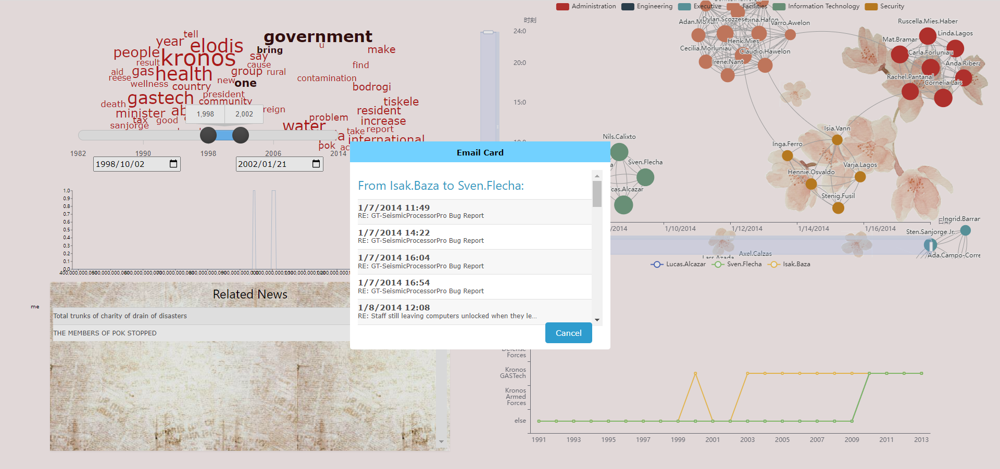 Administration Engineering Executive Facilities Information Technology Security
tell
year
elodis
government
bring
u
people
kronos
say
make
result
cause
find
aid
gas
health
group
rural
reese
wellness
country
new
one
contamination
bodrogi
gastech
president
community
tiskele
death
minister
resident
reign
tax
good
problem
increase
sanjorge
water
take
report
international
pok
1,998 2,002
1982 1990 1998 2006 2014
1998/10/02 2002/01/21
时刻
24:0
20:0
15:0
1.0
0.9
0.8
0.7
0.6
0.5
0.4
0.3
0.2
0.1
0.0
Related News
me
Total trunks of charity of drain of disasters
THE MEMBERS OF POK STOPPED
Email Card
From Isak.Baza to Sven.Flecha:
1/7/2014 11:49
RE: GT-SeismicProcessorPro Bug Report
1/7/2014 14:22
RE: GT-SeismicProcessorPro Bug Report
1/7/2014 16:04
RE: GT-SeismicProcessorPro Bug Report
1/7/2014 16:54
RE: GT-SeismicProcessorPro Bug Report
1/8/2014 12:08
RE: Staff still leaving computers unlocked when they le...
Cancel
Dylan.Scozzese
Varro.Awelon
Henk.Mies
Cecilia.Morluniau
Claudio.Hawelon
Irene.Nant
Ruscella.Mies.Haber
Linda.Lagos
Mat.Bramar
Carla.Forluniau
Anda.Ribera
Rachel.Pantanal
Cornelia.Lais
Isia.Vann
Inga.Ferro
Varja.Lagos
Hennie.Osvaldo
Stenig.Fusil
Nils.Calixto
Sven.Flecha
cas.Alcazar
Ingrid.Barran
Sten.Sanjorge Jr.
Ada.Campo-Corre
Axel.Calzas
Lars.Azada
/2014 1/10/2014 1/12/2014 1/14/2014 1/16/2014
Lucas.Alcazar Sven.Flecha Isak.Baza
Defense
Forces
Kronos
GASTech
Kronos
Armed
Forces
else
1991 1993 1995 1997 1999 2001 2003 2005 2007 2009 2011 2013